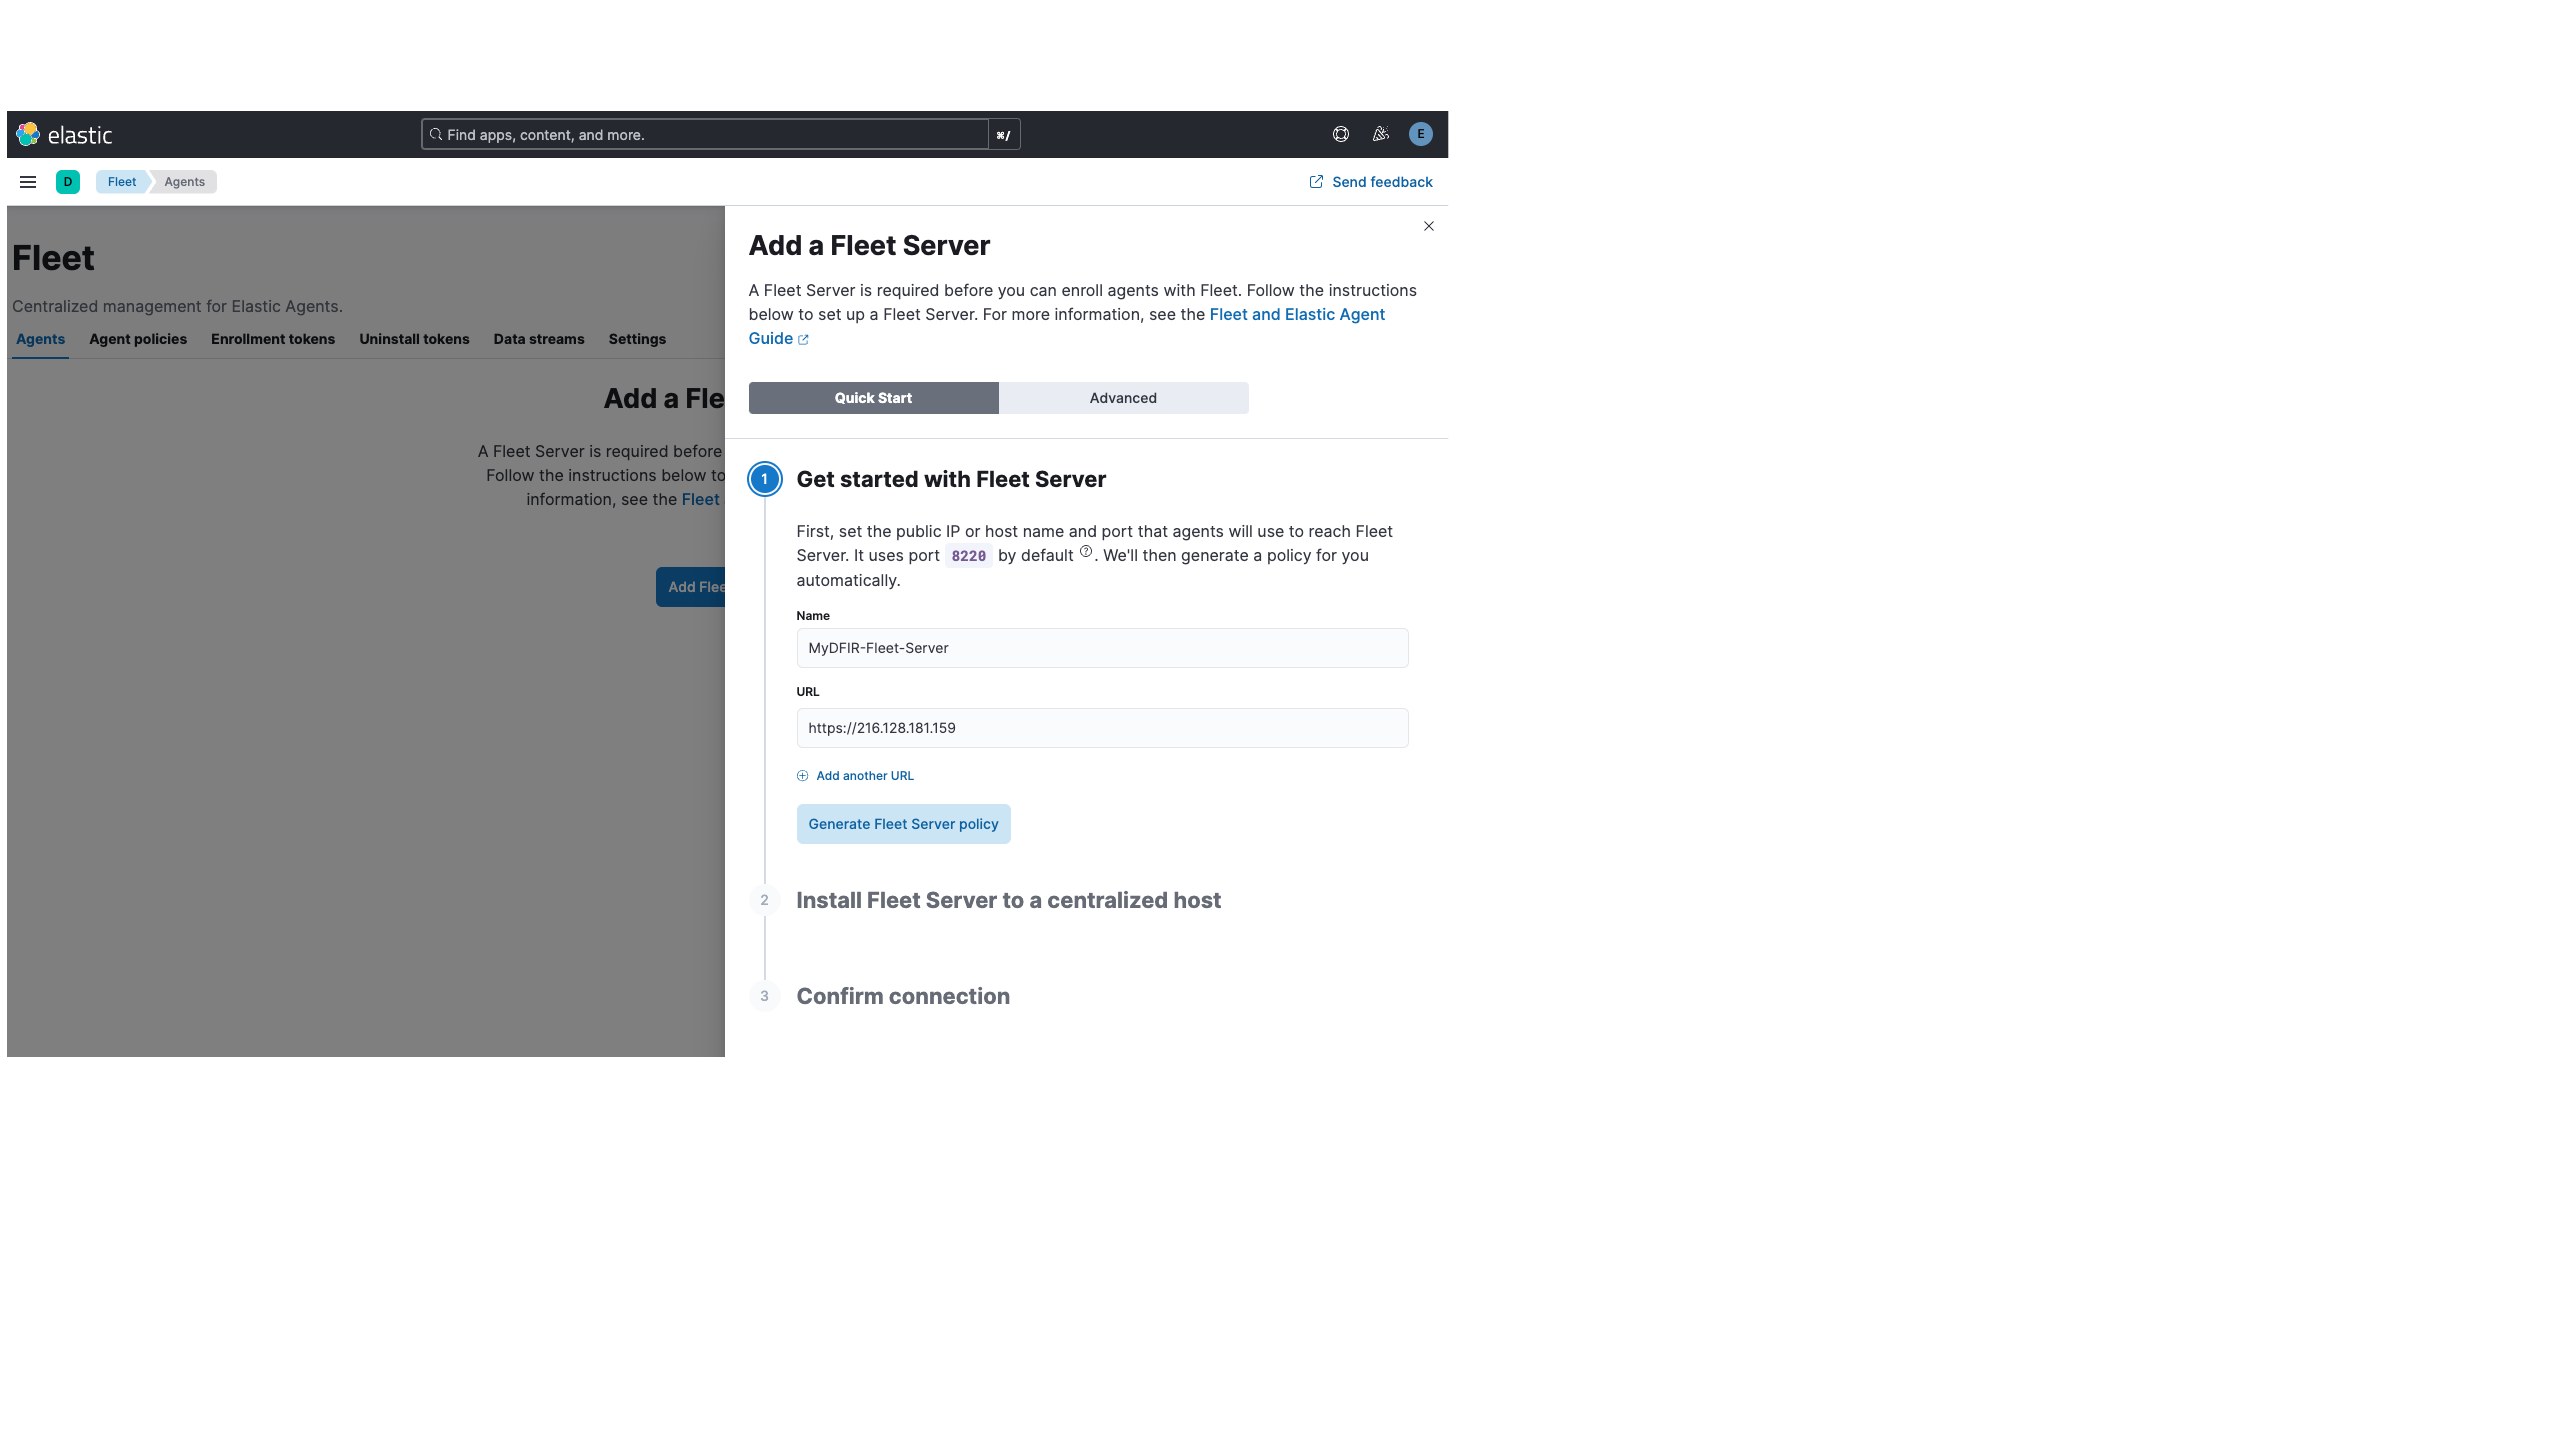 elastic
Find apps, content, and more.
⌘/
E
D
Fleet
Agents
Send feedback
Fleet
Centralized management for Elastic Agents.
Agents
Agent policies
Enrollment tokens
Uninstall tokens
Data streams
Settings
Add a Fle
A Fleet Server is required before
Follow the instructions below to
information, see the Fleet
Add Flee
Add a Fleet Server
A Fleet Server is required before you can enroll agents with Fleet. Follow the instructions
below to set up a Fleet Server. For more information, see the Fleet and Elastic Agent
Guide
Quick Start
Advanced
1
Get started with Fleet Server
First, set the public IP or host name and port that agents will use to reach Fleet
Server. It uses port 8220 by default ?. We'll then generate a policy for you
automatically.
Name
MyDFIR-Fleet-Server
URL
https://216.128.181.159
Add another URL
Generate Fleet Server policy
2
Install Fleet Server to a centralized host
3
Confirm connection